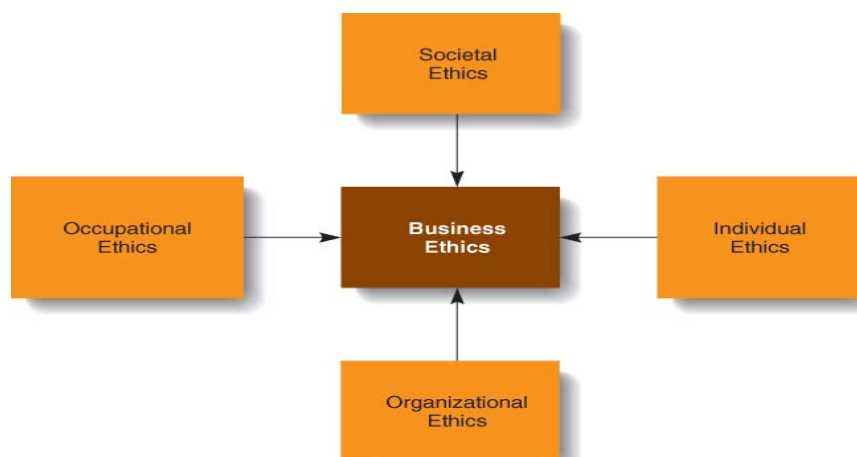 Societal
Ethics
Occupational
Ethics
Business
Ethics
Individual
Ethics
Organizational
Ethics